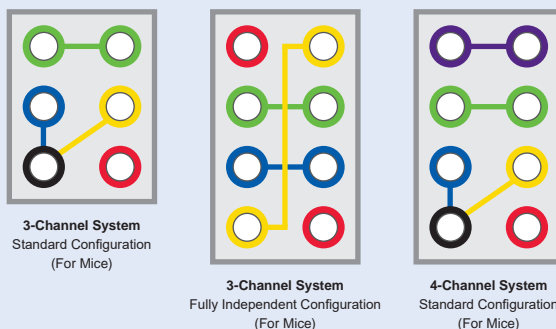 3-Channel System
Standard Configuration
(For Mice)
3-Channel System
Fully Independent Configuration
(For Mice)
4-Channel System
Standard Configuration
(For Mice)